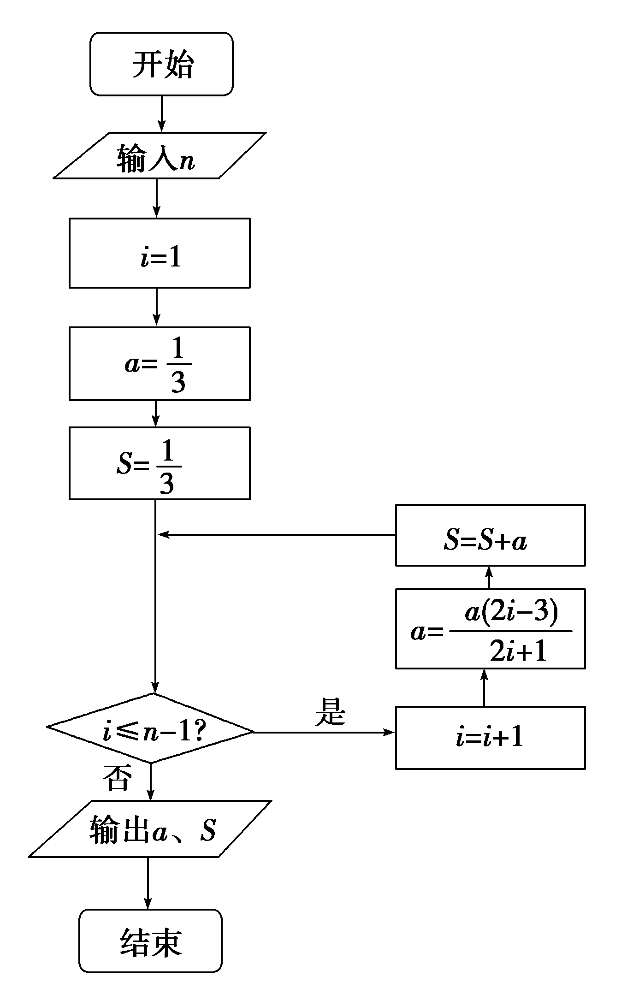 开始
输入n
i=1
a=1/3
S=1/3
S=S+a
a=a(2i−3)/2i+1
i≤n−1?
是
i=i+1
否
输出a、S
结束